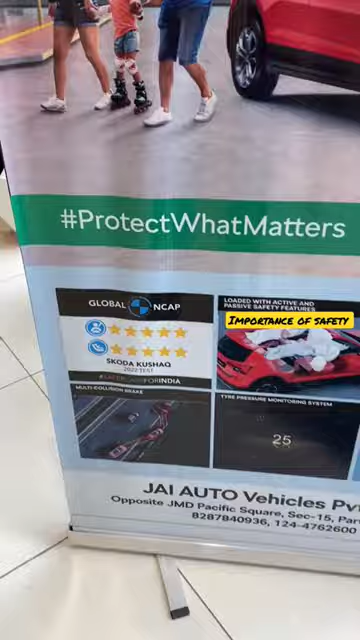 #ProtectWhatMatters
GLOBAL NCAP
SKODA KUSHAQ
2022 TEST
FORINDIA
MULTI-COLLISION BRAKE
LOADED WITH ACTIVE AND
PASSIVE SAFETY FEATURES
IMPORTANCE OF SAFETY
TYRE PRESSURE MONITORING SYSTEM
25
JAI AUTO Vehicles Pv
Opposite JMD Pacific Square, Sec-15, Par
8287840936, 124-4762600